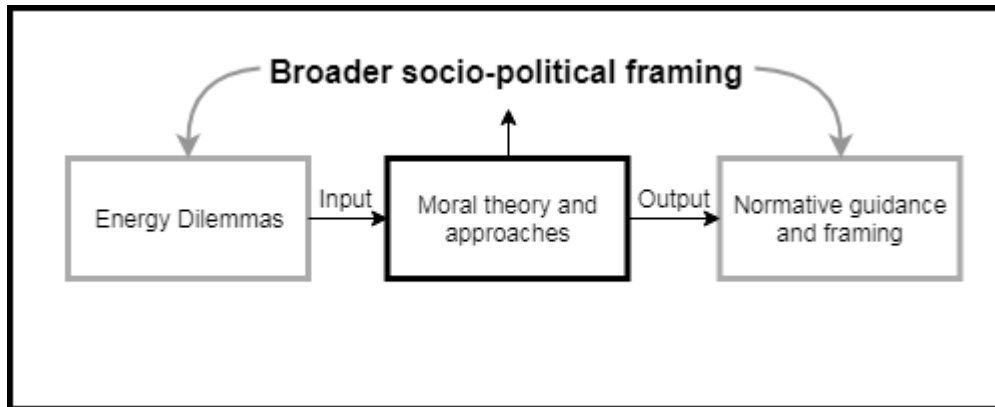 Broader socio-political framing
Energy Dilemmas
Input
Moral theory and
approaches
Output
Normative guidance
and framing